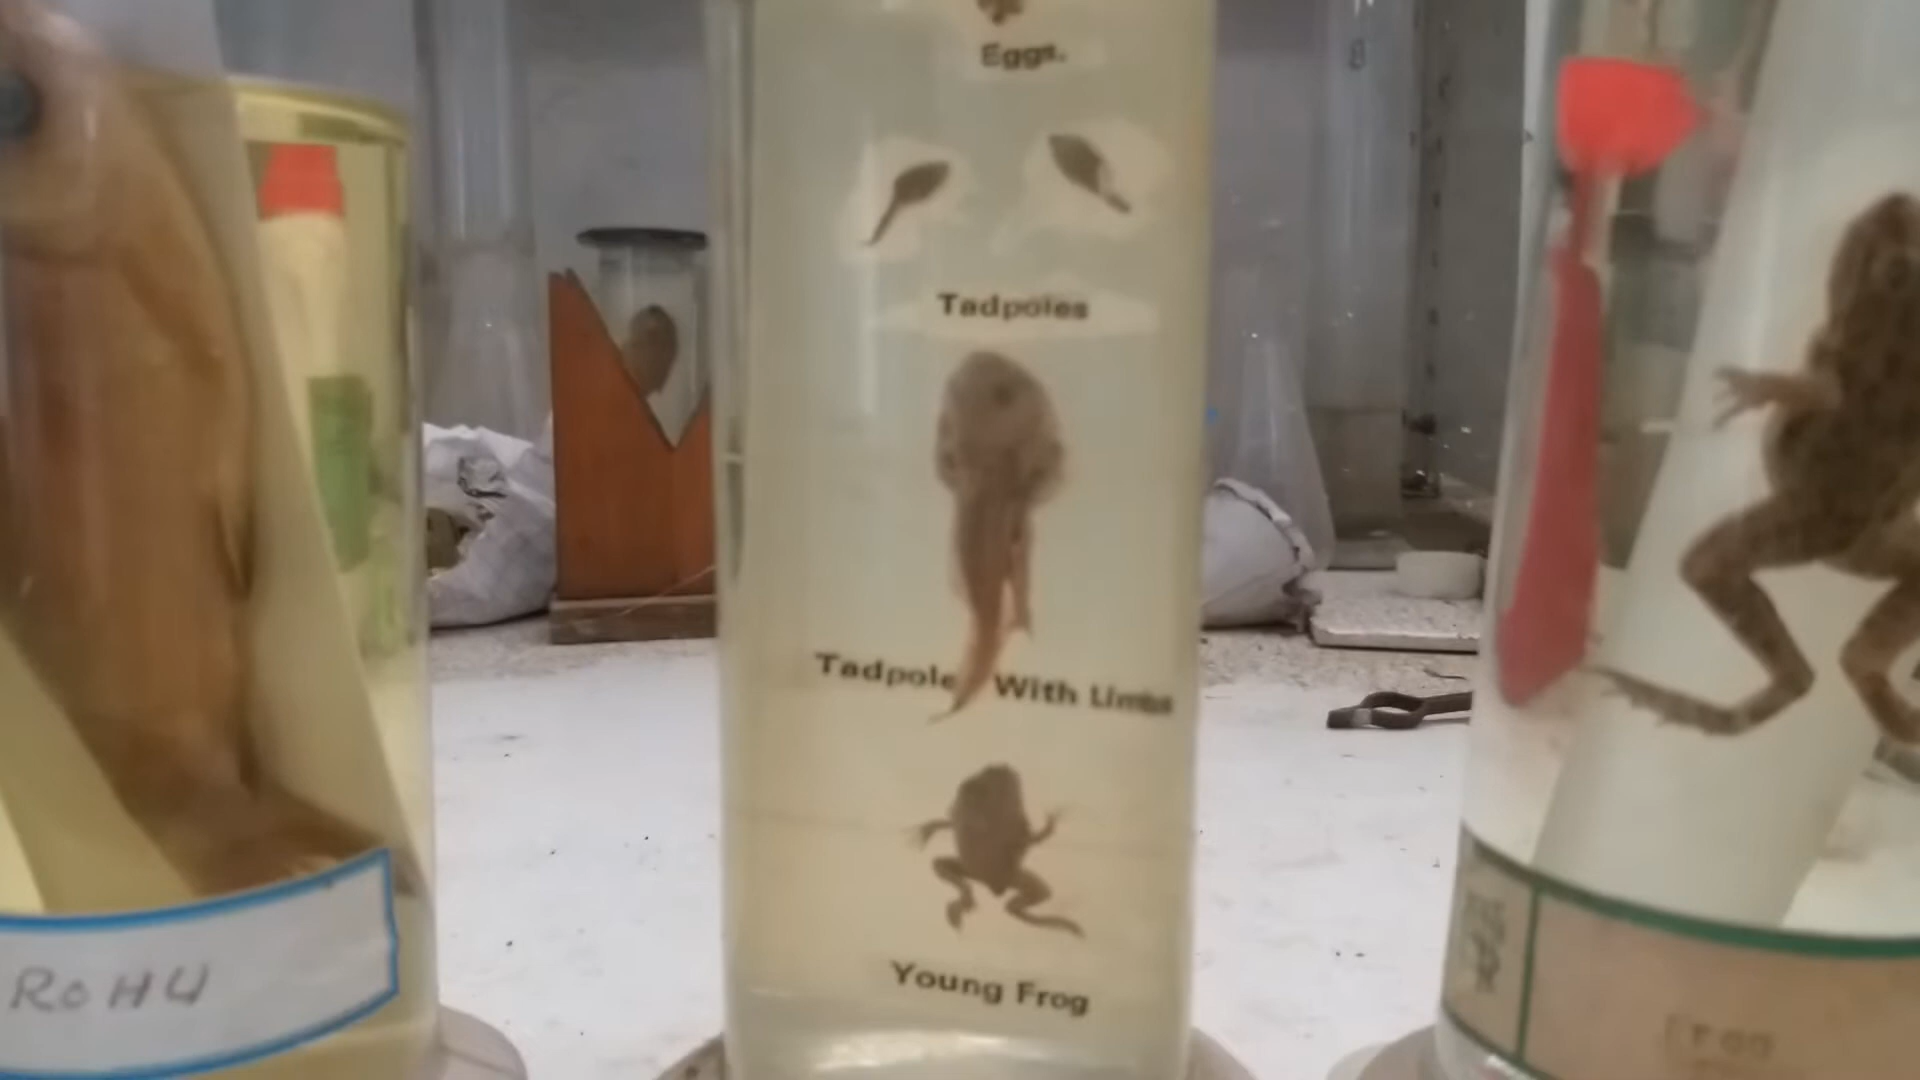 Eggs.
Tadpoles
Tadpole With Limbs
Young Frog
ROHU